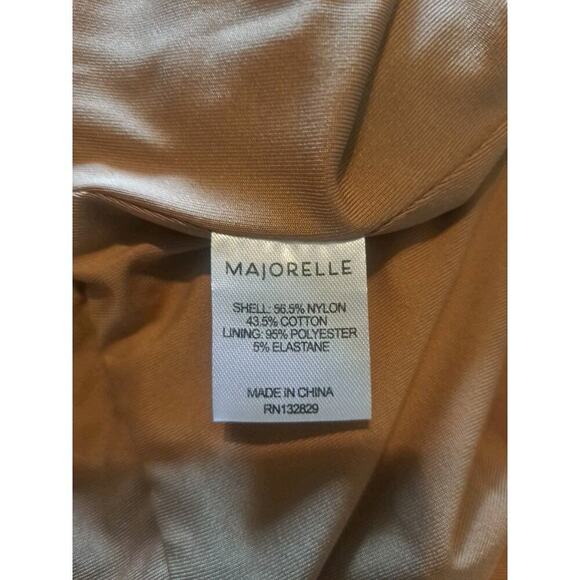 MAJORELLE
SHELL: 56.5% NYLON
43.5% COTTON
LINING: 95% POLYESTER
5% ELASTANE
MADE IN CHINA
RN132829